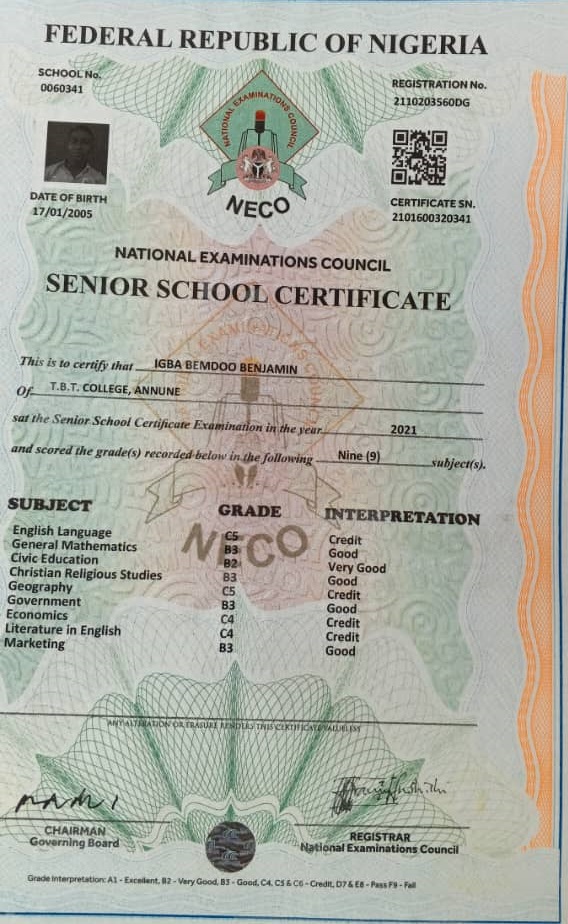 FEDERAL REPUBLIC OF NIGERIA
SCHOOL No.
0060341
REGISTRATION No.
2110203560DG
NATIONAL EXAMINATIONS COUNCIL
NECO
DATE OF BIRTH
17/01/2005
CERTIFICATE SN.
2101600320341
NATIONAL EXAMINATIONS COUNCIL
SENIOR SCHOOL CERTIFICATE
This is to certify that IGBA BEMDOO BENJAMIN
Of T.B.T. COLLEGE, ANNUNE
sat the Senior School Certificate Examination in the year 2021
and scored the grade(s) recorded below in the following Nine (9) subject(s).
NECO
SUBJECT GRADE INTERPRETATION
English Language C5 Credit
General Mathematics B3 Good
Civic Education B2 Very Good
Christian Religious Studies B3 Good
Geography C5 Credit
Government B3 Good
Economics C4 Credit
Literature in English C4 Credit
Marketing B3 Good
ANY ALTERATION OR ERASURE RENDERS THIS CERTIFICATE VALUELESS
CHAIRMAN
Governing Board
REGISTRAR
National Examinations Council
Grade Interpretation: A1 - Excellent, B2 - Very Good, B3 - Good, C4, C5 & C6 - Credit, D7 & E8 - Pass F9 - Fail